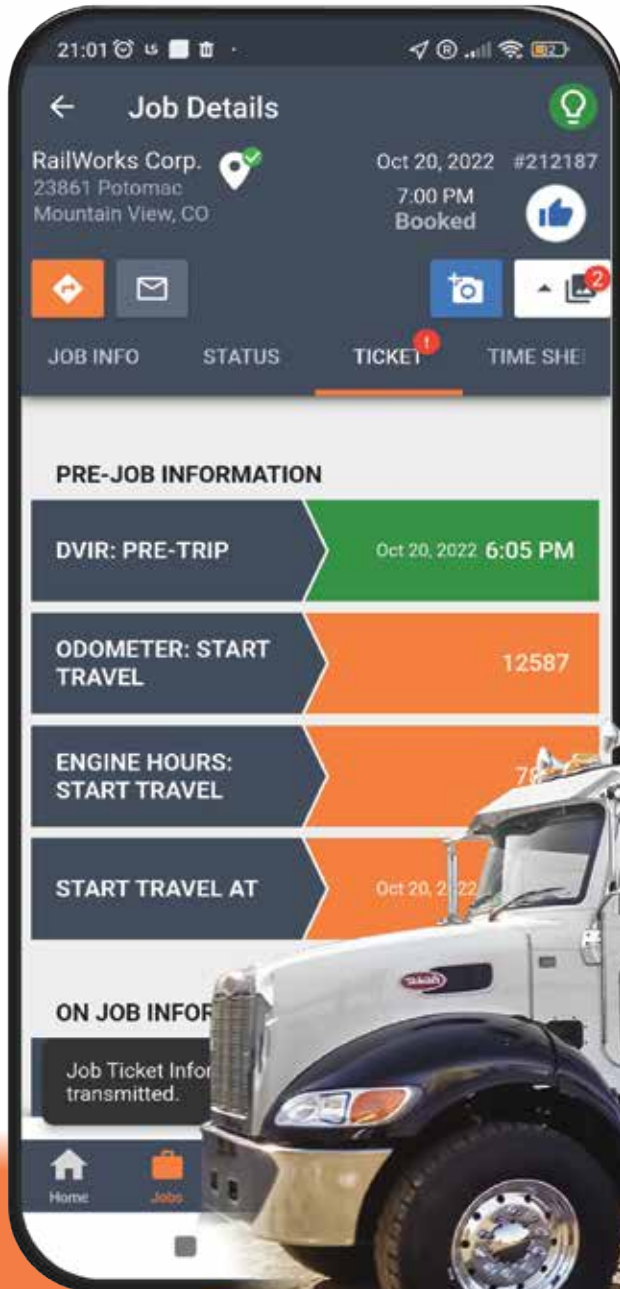 21:01
Job Details
RailWorks Corp.
23861 Potomac
Mountain View, CO
Oct 20, 2022 #212187
7:00 PM
Booked
2
JOB INFO STATUS TICKET ! TIME SHE
PRE-JOB INFORMATION
DVIR: PRE-TRIP
Oct 20, 2022 6:05 PM
ODOMETER: START
TRAVEL
12587
ENGINE HOURS:
START TRAVEL
START TRAVEL AT
Oct 20,
ON JOB INFOR
Job Ticket Infor
transmitted.
Home Jobs